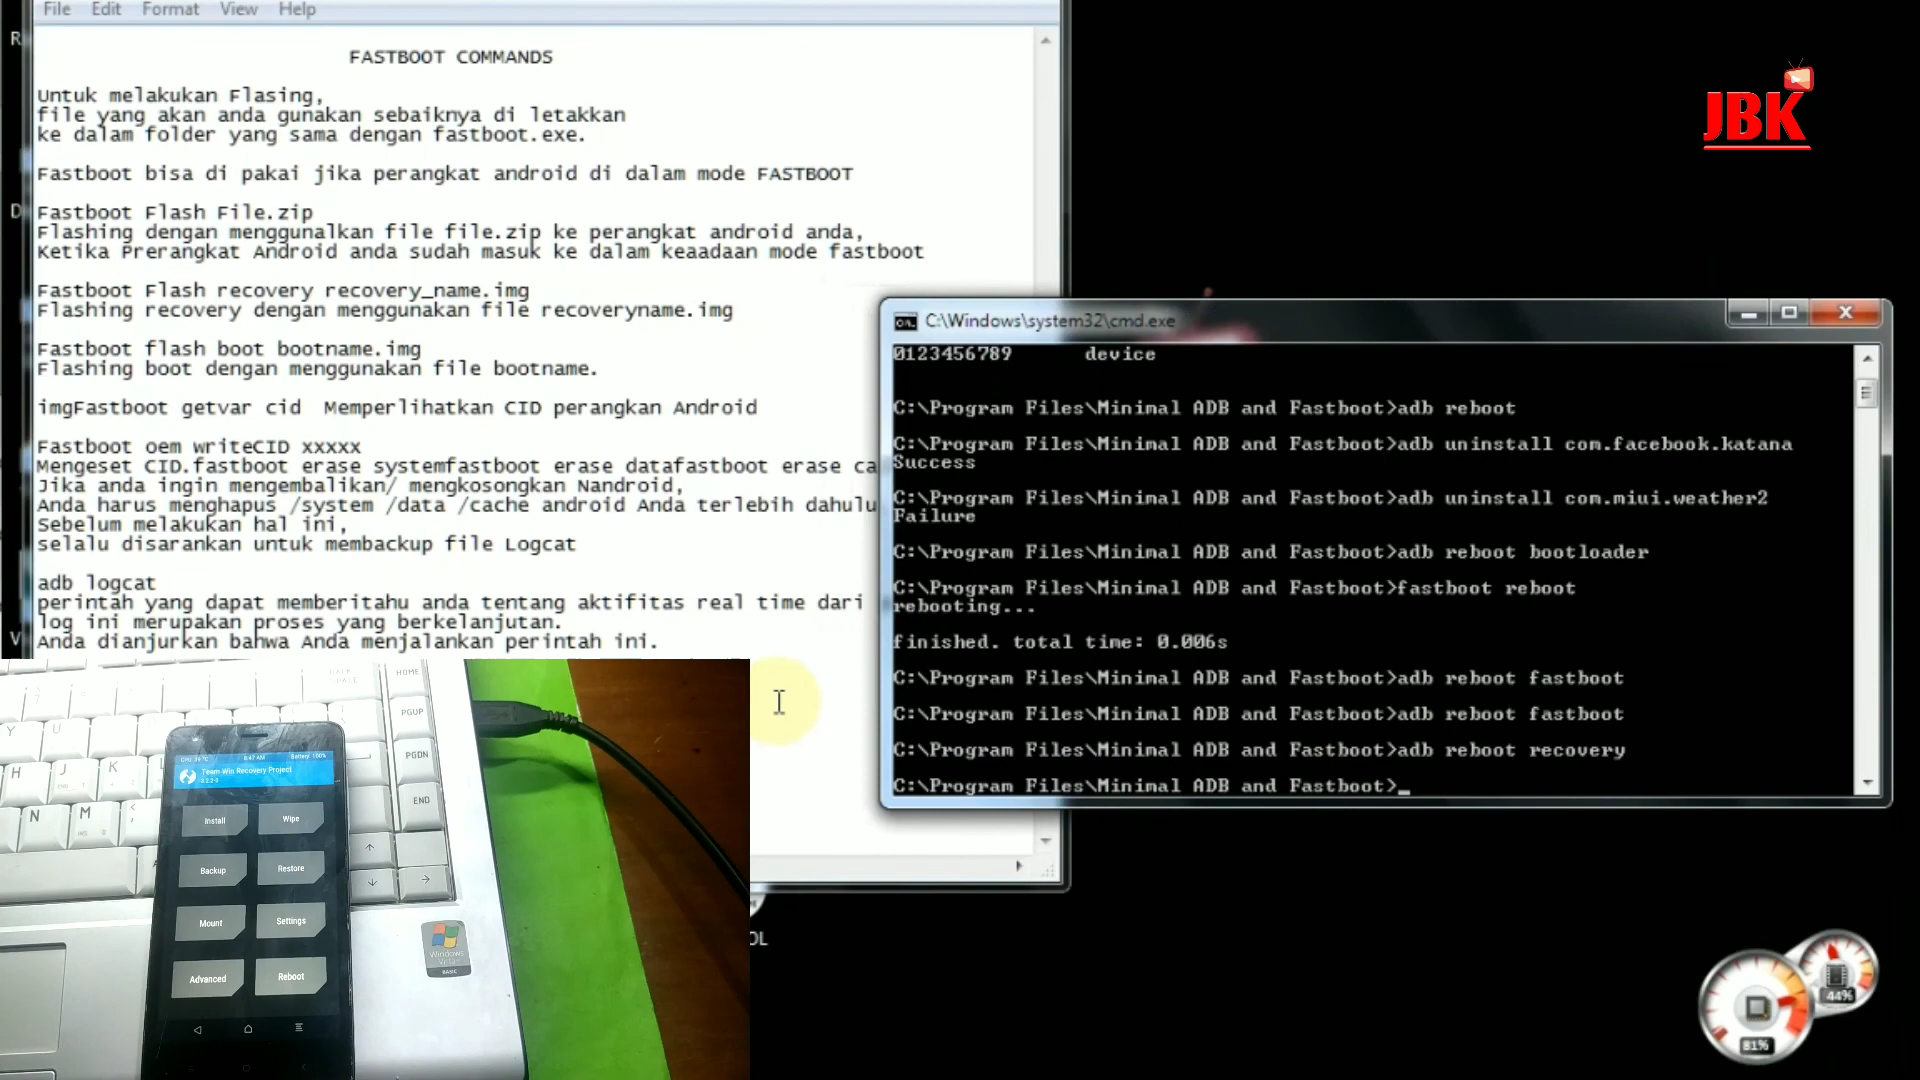 File Edit Format View Help
FASTBOOT COMMANDS
Untuk melakukan Flasing,
file yang akan anda gunakan sebaiknya di letakkan
ke dalam folder yang sama dengan fastboot.exe.
Fastboot bisa di pakai jika perangkat android di dalam mode FASTBOOT
Fastboot Flash File.zip
Flashing dengan menggunalkan file file.zip ke perangkat android anda,
Ketika Prerangkat Android anda sudah masuk ke dalam keaadaan mode fastboot
Fastboot Flash recovery recovery_name.img
Flashing recovery dengan menggunakan file recoveryname.img
Fastboot flash boot bootname.img
Flashing boot dengan menggunakan file bootname.
imgFastboot getvar cid  Memperlihatkan CID perangkan Android
Fastboot oem writeCID xxxxx
Mengeset CID.fastboot erase systemfastboot erase datafastboot erase ca
Jika anda ingin mengembalikan/ mengkosongkan Nandroid,
Anda harus menghapus /system /data /cache android Anda terlebih dahulu
Sebelum melakukan hal ini,
selalu disarankan untuk membackup file Logcat
adb logcat
perintah yang dapat memberitahu anda tentang aktifitas real time dari
log ini merupakan proses yang berkelanjutan.
Anda dianjurkan bahwa Anda menjalankan perintah ini.
JBK
C:\Windows\system32\cmd.exe
0123456789      device
C:\Program Files\Minimal ADB and Fastboot>adb reboot
C:\Program Files\Minimal ADB and Fastboot>adb uninstall com.facebook.katana
Success
C:\Program Files\Minimal ADB and Fastboot>adb uninstall com.miui.weather2
Failure
C:\Program Files\Minimal ADB and Fastboot>adb reboot bootloader
C:\Program Files\Minimal ADB and Fastboot>fastboot reboot
rebooting...
finished. total time: 0.006s
C:\Program Files\Minimal ADB and Fastboot>adb reboot fastboot
C:\Program Files\Minimal ADB and Fastboot>adb reboot fastboot
C:\Program Files\Minimal ADB and Fastboot>adb reboot recovery
C:\Program Files\Minimal ADB and Fastboot>_
HOME
PGUP
PGDN
END
Y U
H J K
N M
8:47 AM Battery: 100%
Team Win Recovery Project
Install Wipe
Backup Restore
Mount Settings
Advanced Reboot
Windows Vista
BASIC
OL
44%
81%